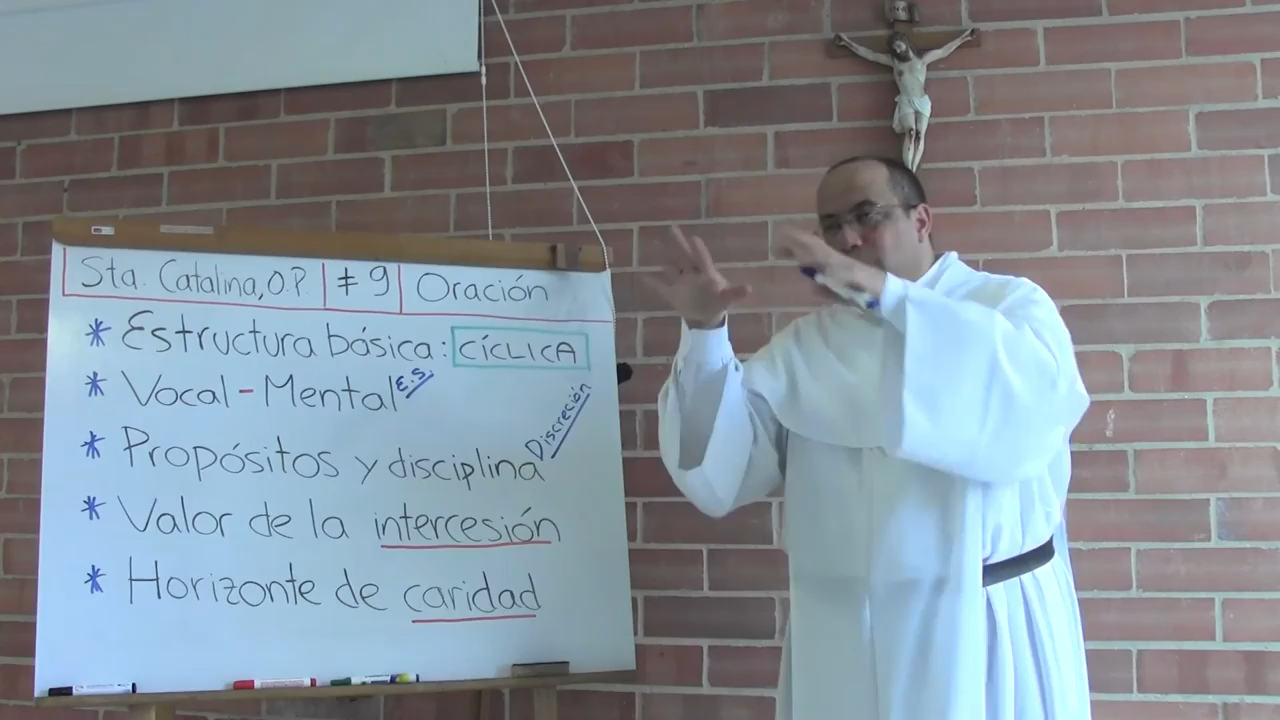 Sta. Catalina, O.P. | # 9 | Oración
* Estructura básica: CÍCLICA
* Vocal - Mental E.S.
* Propósitos y disciplina Discreción
* Valor de la intercesión
* Horizonte de caridad